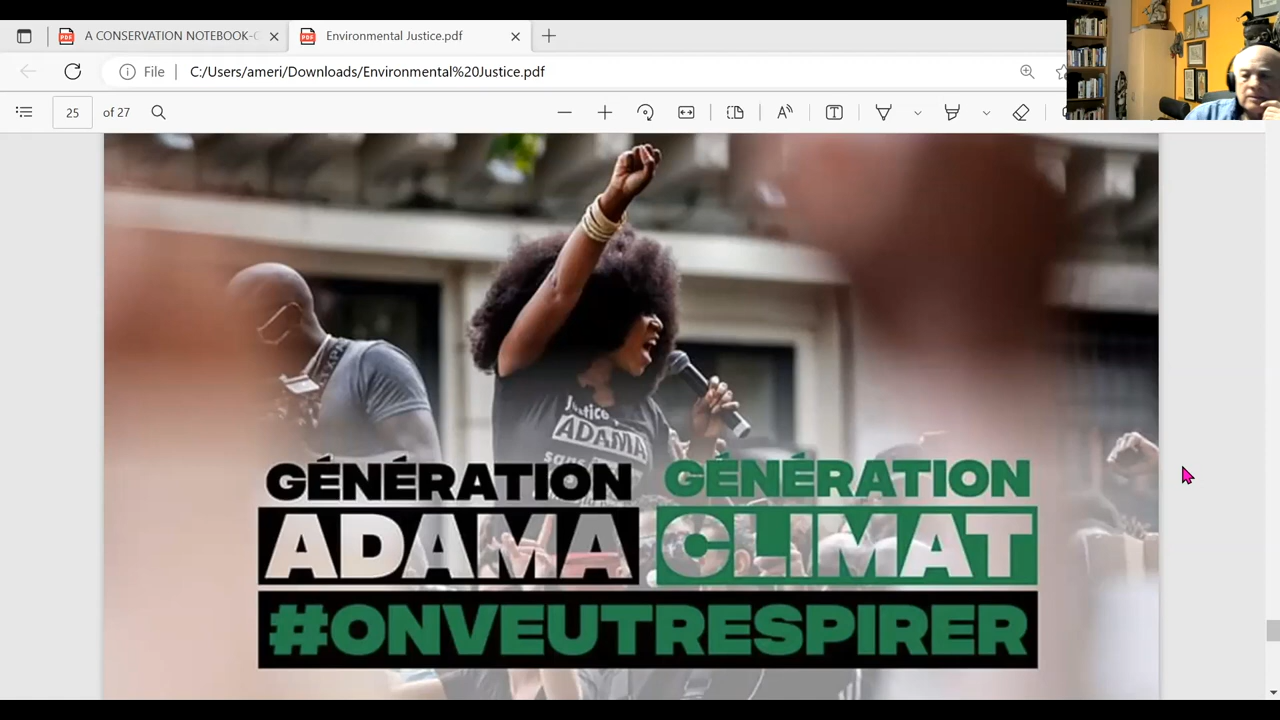 A CONSERVATION NOTEBOOK-
Environmental Justice.pdf
File
C:/Users/ameri/Downloads/Environmental%20Justice.pdf
25 of 27
Justice
ADAMA
sans
GÉNÉRATION
ADAMA
GÉNÉRATION
CLIMAT
#ONVEUTRESPIRER